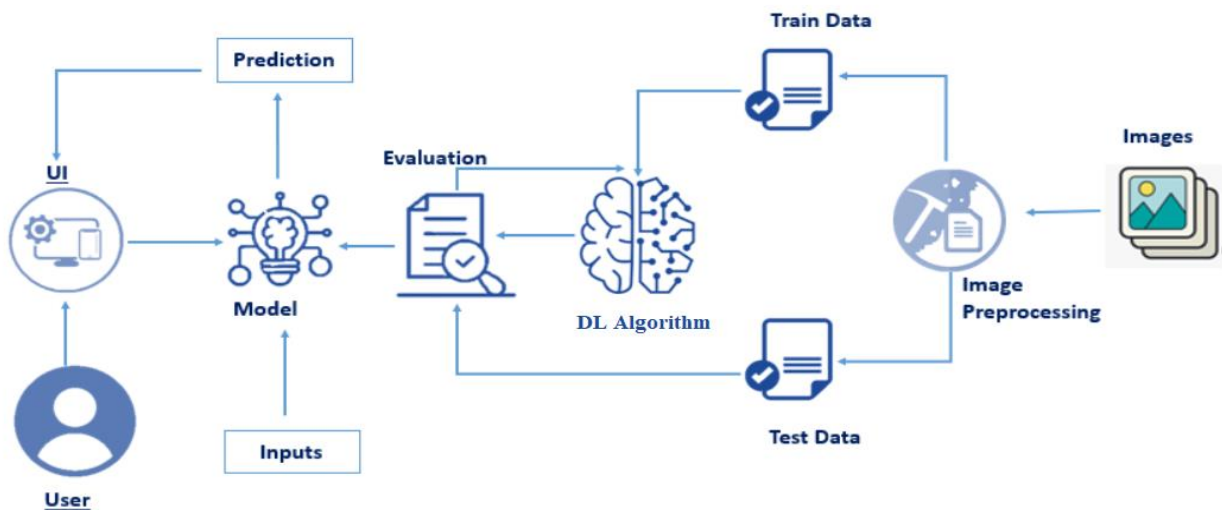 Train Data
Prediction
Images
Evaluation
UI
Model
DL Algorithm
Image
Preprocessing
Inputs
Test Data
User